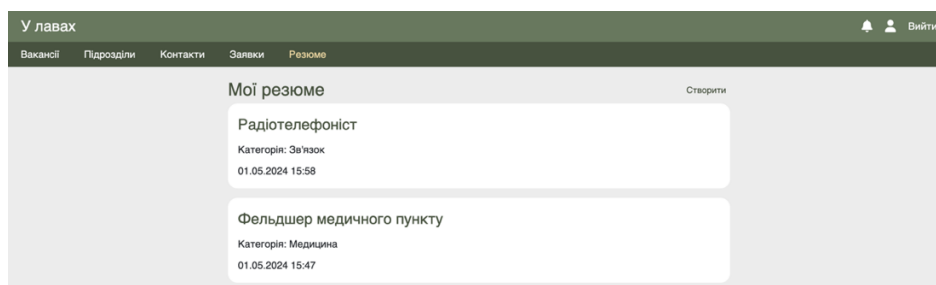 У лавах
Вийти
Вакансії Підрозділи Контакти Заявки Резюме
Мої резюме
Створити
Радіотелефоніст
Категорія: Зв'язок
01.05.2024 15:58
Фельдшер медичного пункту
Категорія: Медицина
01.05.2024 15:47